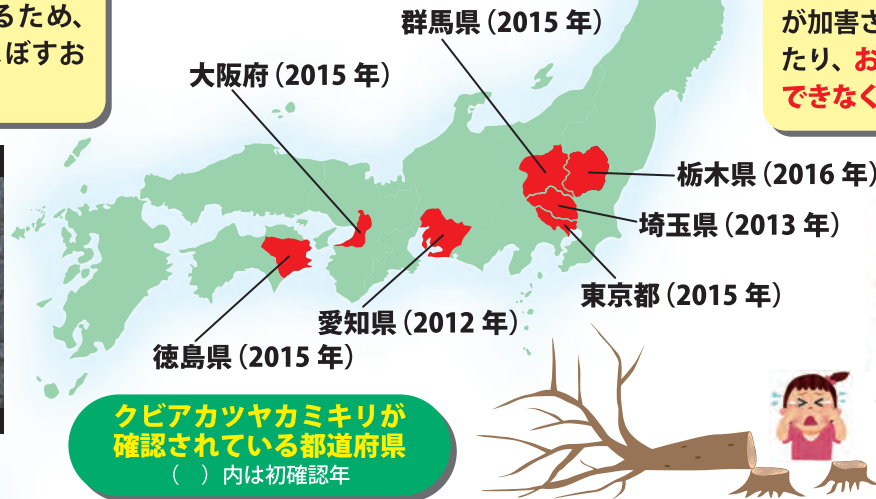 るため、
ぼすお
群馬県（2015 年）
が加害さ
たり、お
できなく
大阪府（2015 年）
栃木県（2016 年）
埼玉県（2013 年）
東京都（2015 年）
愛知県（2012 年）
徳島県（2015 年）
クビアカツヤカミキリが
確認されている都道府県
（　）内は初確認年